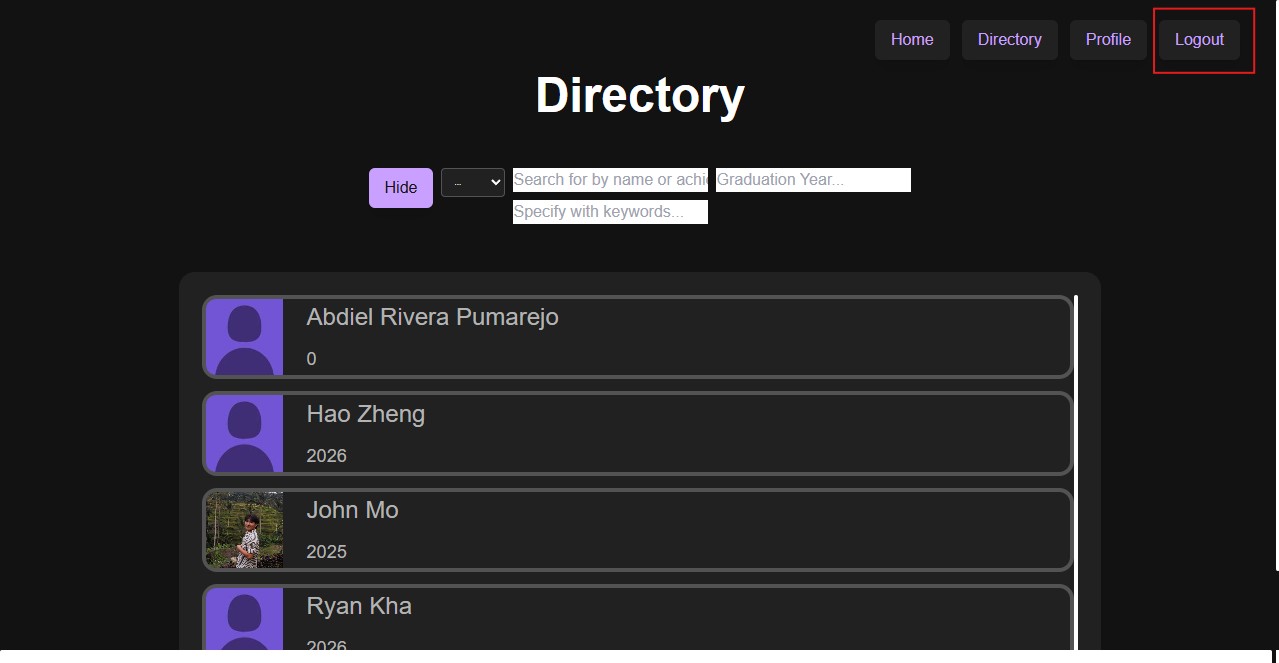 Home Directory Profile Logout
Directory
Hide ... Search for by name or achi Graduation Year...
Specify with keywords...
Abdiel Rivera Pumarejo
0
Hao Zheng
2026
John Mo
2025
Ryan Kha
2026